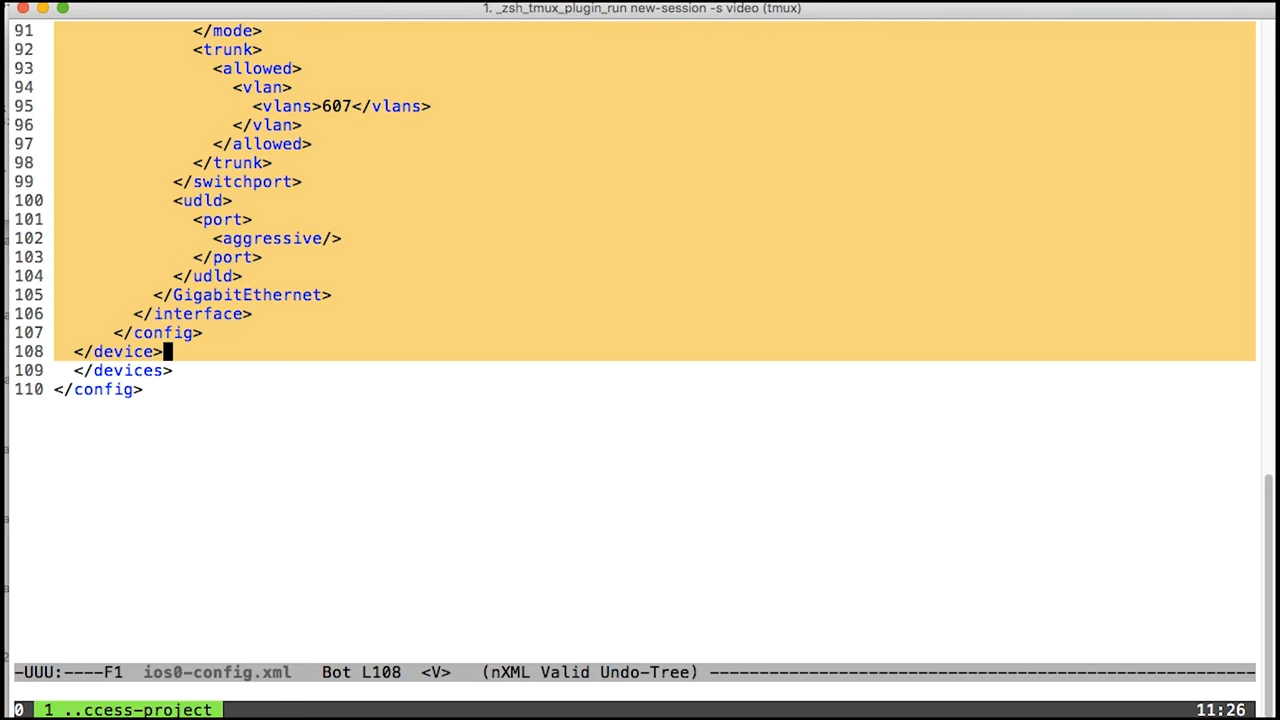 1. _zsh_tmux_plugin_run new-session -s video (tmux)
91 </mode>
92 <trunk>
93 <allowed>
94 <vlan>
95 <vlans>607</vlans>
96 </vlan>
97 </allowed>
98 </trunk>
99 </switchport>
100 <udld>
101 <port>
102 <aggressive/>
103 </port>
104 </udld>
105 </GigabitEthernet>
106 </interface>
107 </config>
108 </device>
109 </devices>
110 </config>
-UUU:----F1 ios0-config.xml Bot L108 <V> (nXML Valid Undo-Tree) -------------------------------------------------------
0 1 ..ccess-project 11:26